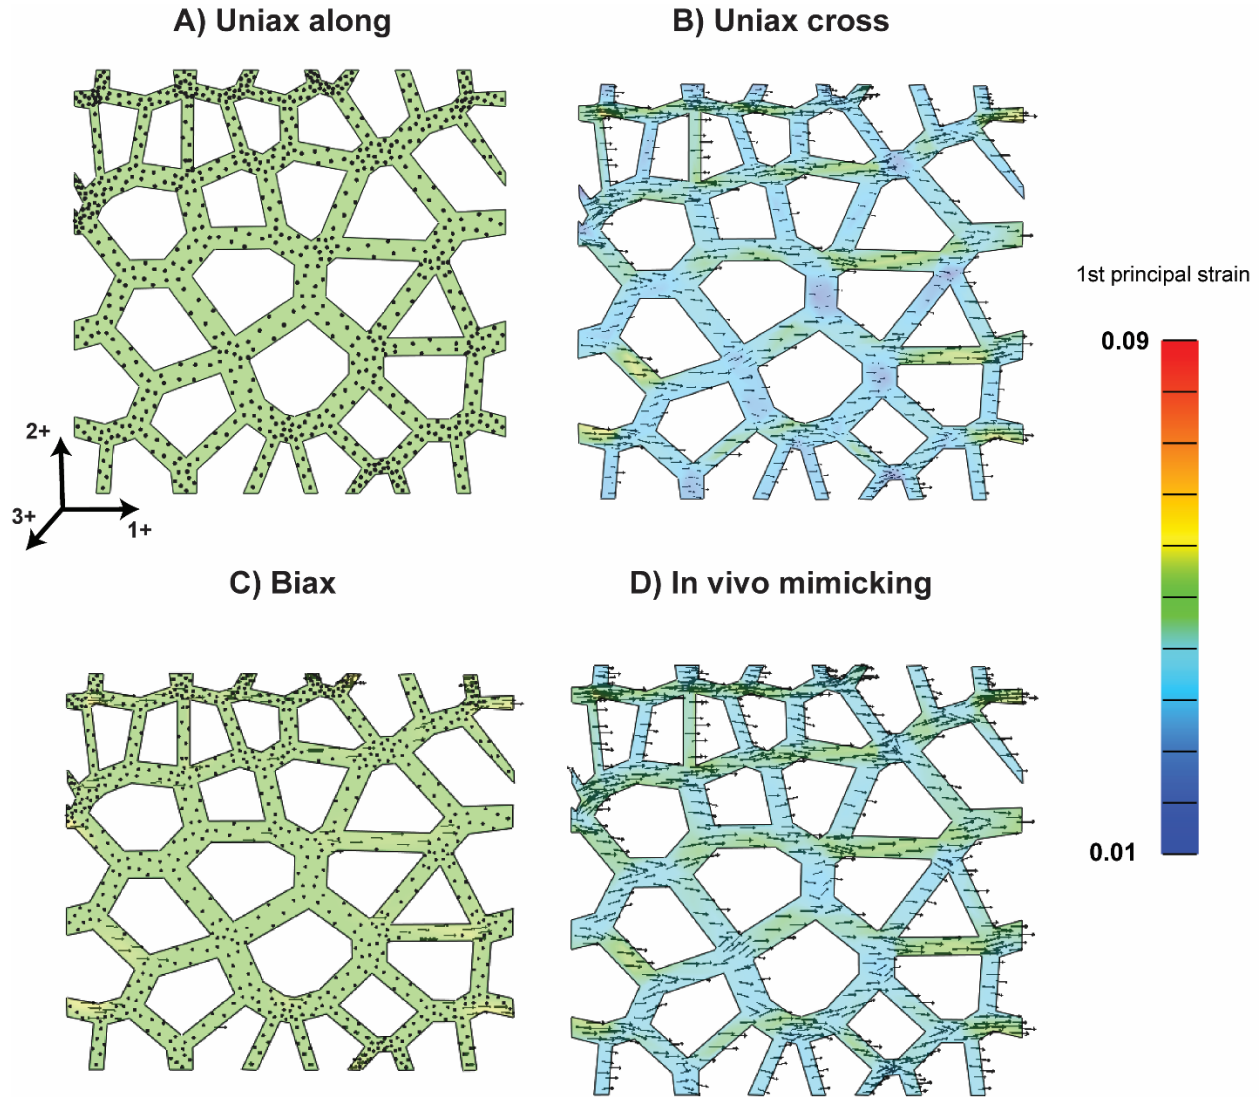 A) Uniax along
B) Uniax cross
1st principal strain
0.09
2+
3+
1+
C) Biax
D) In vivo mimicking
0.01